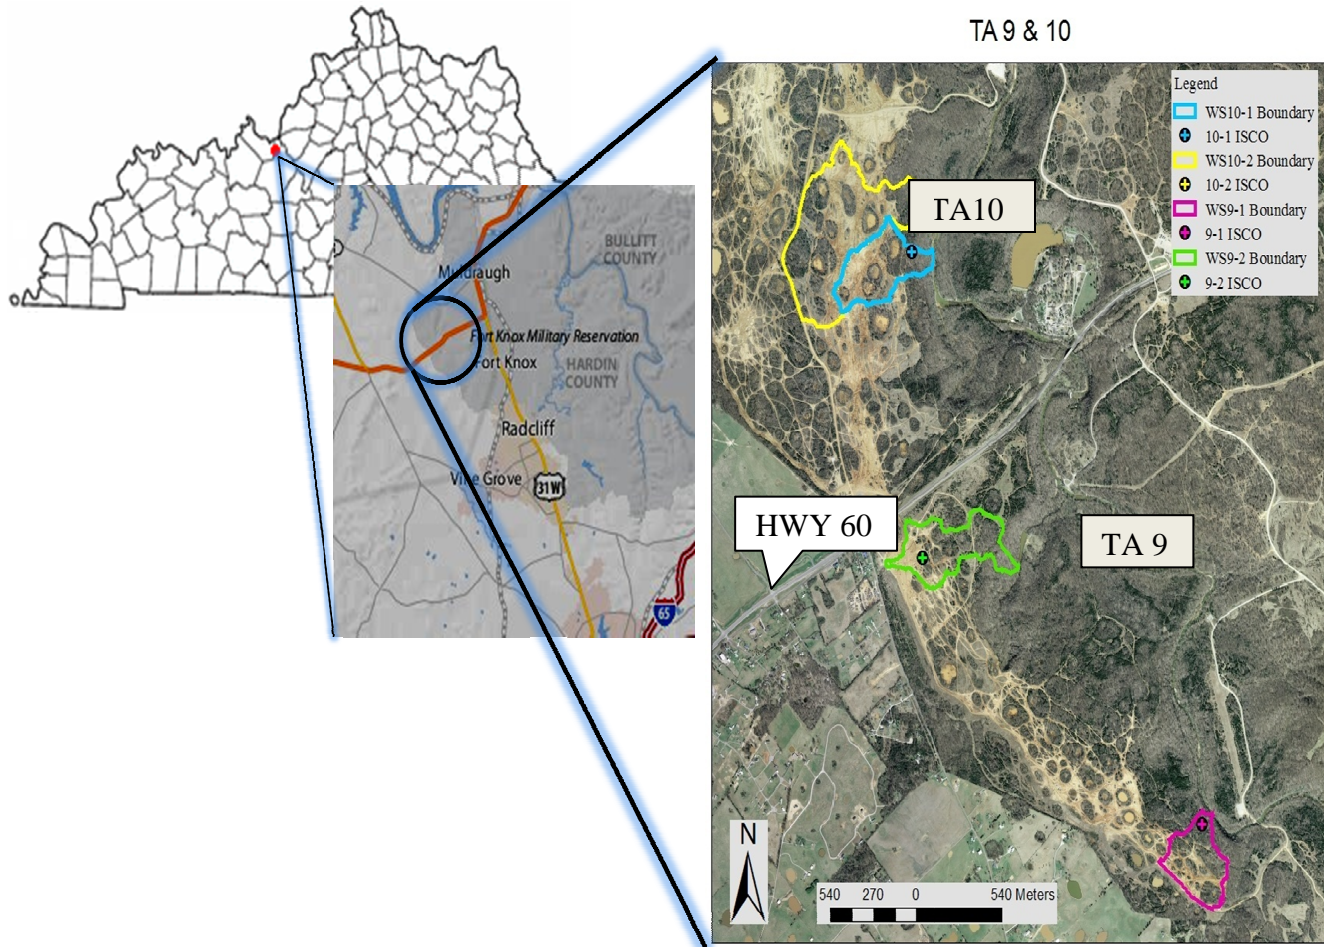 TA 9 & 10
Legend
WS10-1 Boundary
10-1 ISCO
WS10-2 Boundary
10-2 ISCO
WS9-1 Boundary
9-1 ISCO
WS9-2 Boundary
9-2 ISCO
TA10
BULLITT
COUNTY
Muldraugh
Fort Knox Military Reservation
Fort Knox
HARDIN
COUNTY
Radcliff
Vine Grove
31W
65
HWY 60
TA 9
N
540 270 0 540 Meters